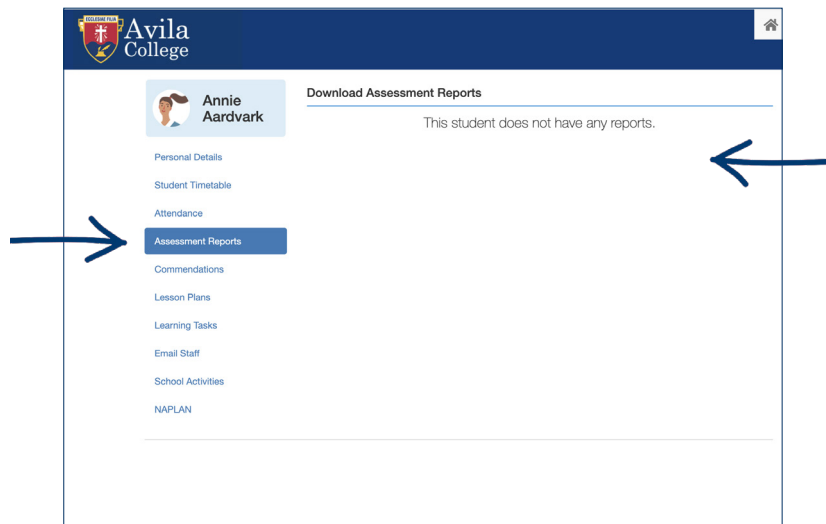 ECCLESIAE FILIA
Avila
College
Annie
Aardvark
Download Assessment Reports
This student does not have any reports.
Personal Details
Student Timetable
Attendance
Assessment Reports
Commendations
Lesson Plans
Learning Tasks
Email Staff
School Activities
NAPLAN